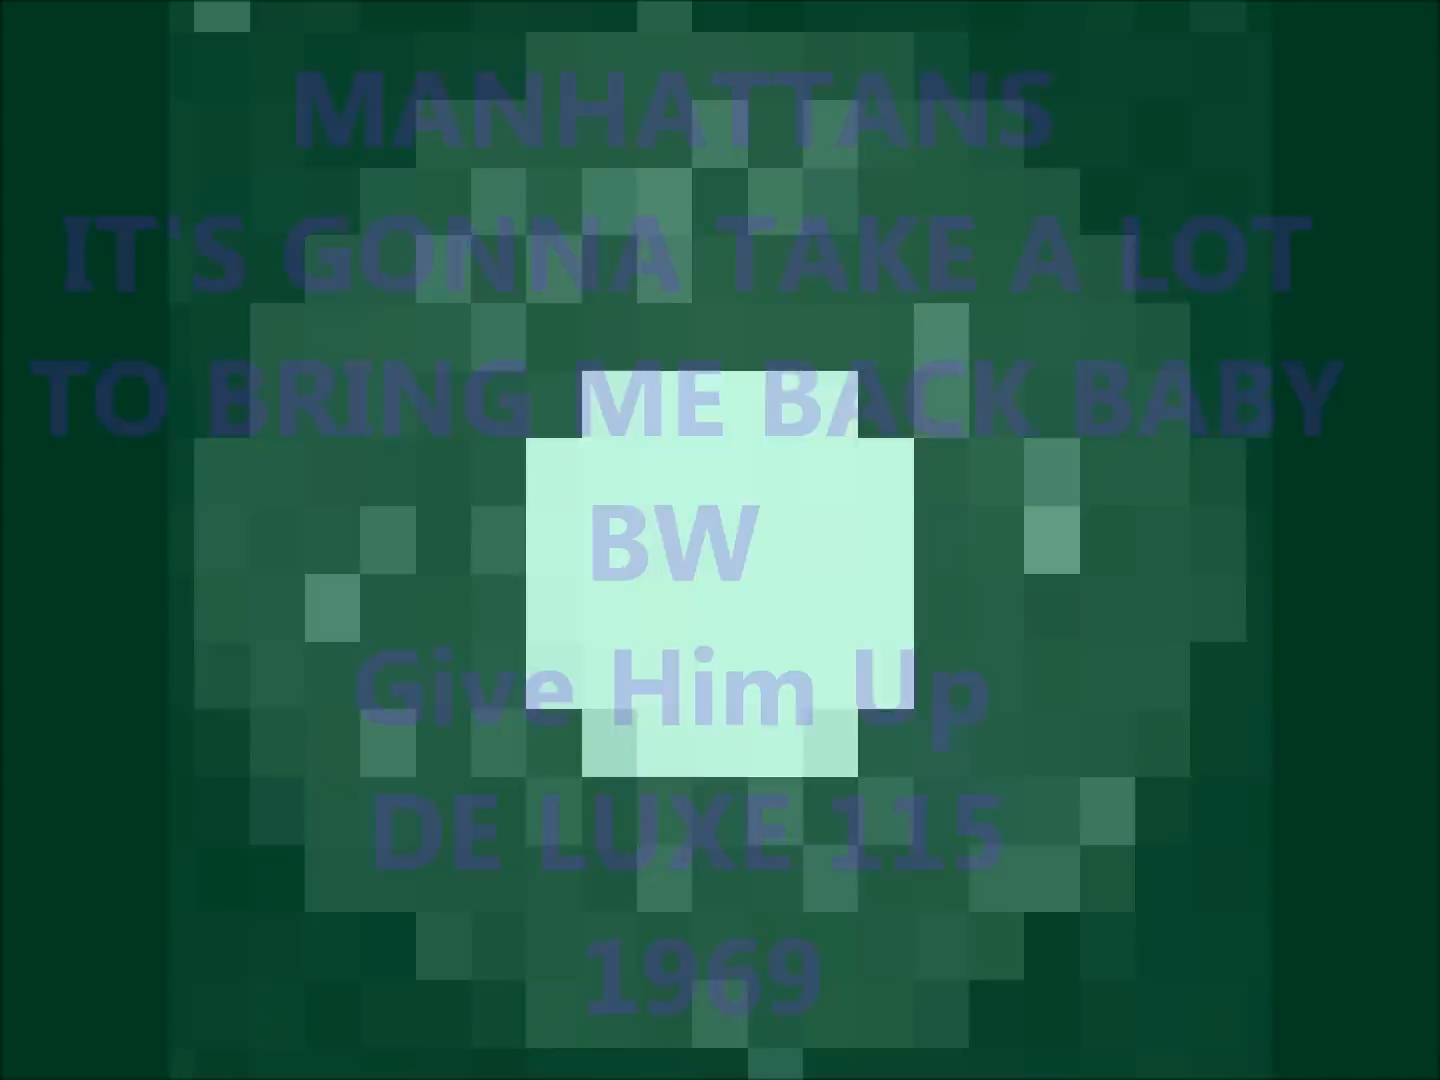 MANHATTANS
IT'S GONNA TAKE A LOT
TO BRING ME BACK BABY
BW
Give Him Up
DE LUXE 115
1969